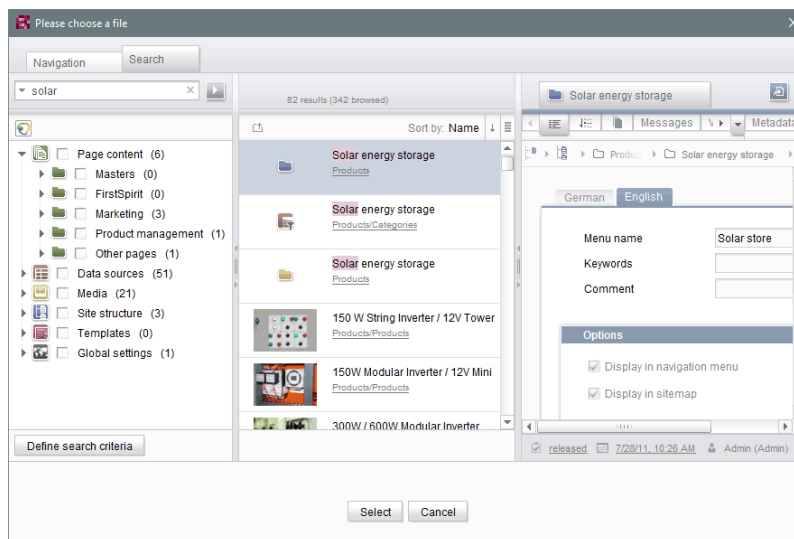 Please choose a file
Navigation
Search
solar
Page content (6)
Masters (0)
FirstSpirit (0)
Marketing (3)
Product management (1)
Other pages (1)
Data sources (51)
Media (21)
Site structure (3)
Templates (0)
Global settings (1)
Define search criteria
82 results (342 browsed)
Sort by: Name
Solar energy storage
Products
Solar energy storage
Products/Categories
Solar energy storage
Products
150 W String Inverter / 12V Tower
Products/Products
150W Modular Inverter / 12V Mini
Products/Products
300W / 600W Modular Inverter
Solar energy storage
Messages
Metadata
Solar energy storage
German
English
Menu name
Solar store
Keywords
Comment
Options
Display in navigation menu
Display in sitemap
released 7/28/11, 10:26 AM Admin (Admin)
Select
Cancel